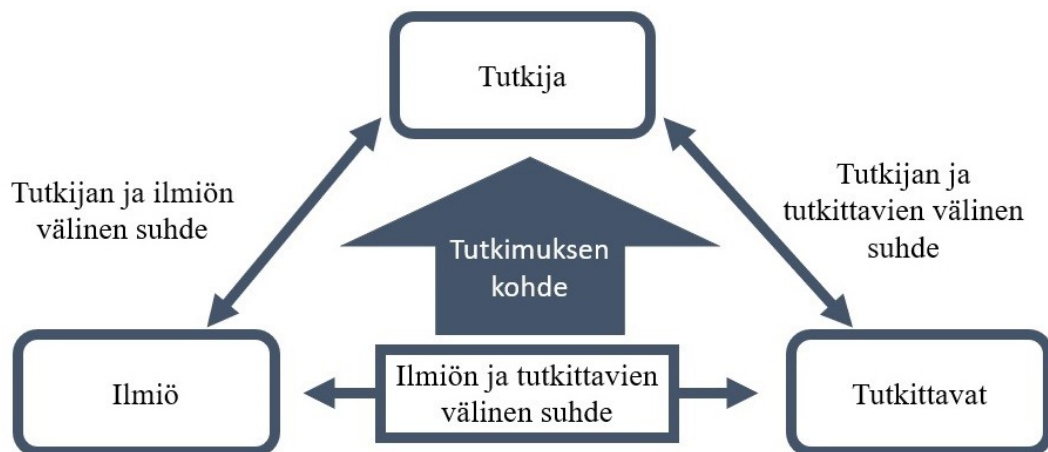 Tutkija
Tutkijan ja ilmiön
välinen suhde
Tutkijan ja
tutkittavien välinen
suhde
Tutkimuksen
kohde
Ilmiö
Ilmiön ja tutkittavien
välinen suhde
Tutkittavat